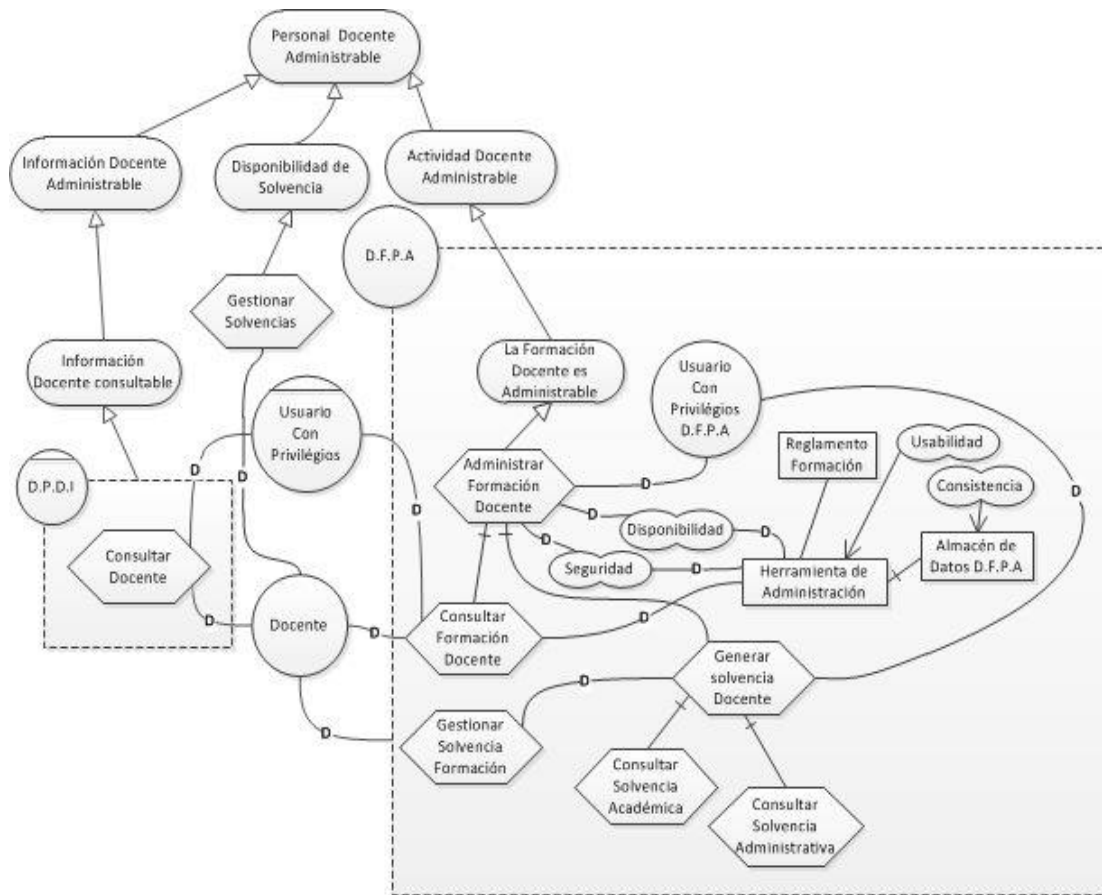 Personal Docente
Administrable
Información Docente
Administrable
Disponibilidad de
Solvencia
Actividad Docente
Administrable
D.F.P.A
Gestionar
Solvencias
Información
Docente consultable
La Formación
Docente es
Administrable
Usuario
Con
Privilégios
D.F.P.A
Usuario
Con
Privilégios
Reglamento
Formación
Usabilidad
Consistencia
D.P.D.I
Administrar
Formación
Docente
D
D
D
D
D
D
D
D
Disponibilidad
Seguridad
D
D
Almacén de
Datos D.F.P.A
Herramienta de
Administración
Consultar
Docente
D
Docente
D
Consultar
Formación
Docente
D
Generar
solvencia
Docente
D
D
Gestionar
Solvencia
Formación
Consultar
Solvencia
Académica
Consultar
Solvencia
Administrativa